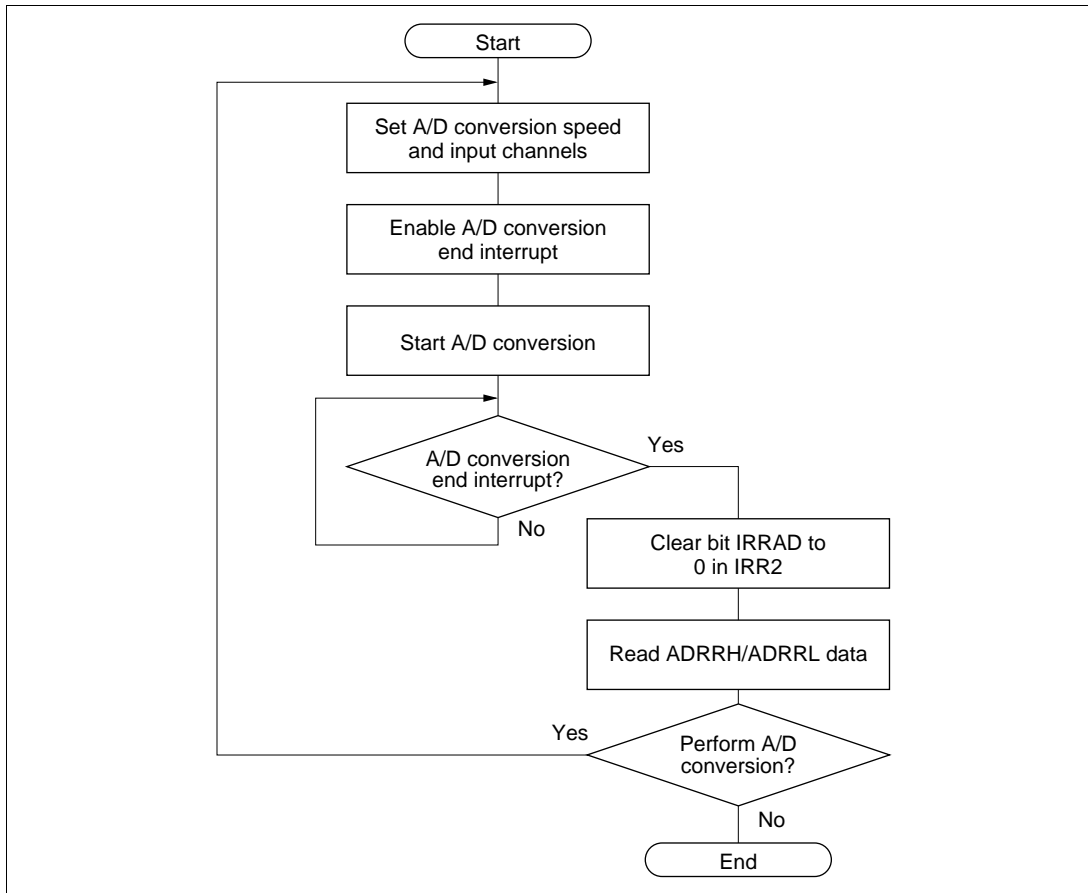 Start
Set A/D conversion speed
and input channels
Enable A/D conversion
end interrupt
Start A/D conversion
A/D conversion
end interrupt?
Yes
No
Clear bit IRRAD to
0 in IRR2
Read ADRRH/ADRRL data
Yes
Perform A/D
conversion?
No
End